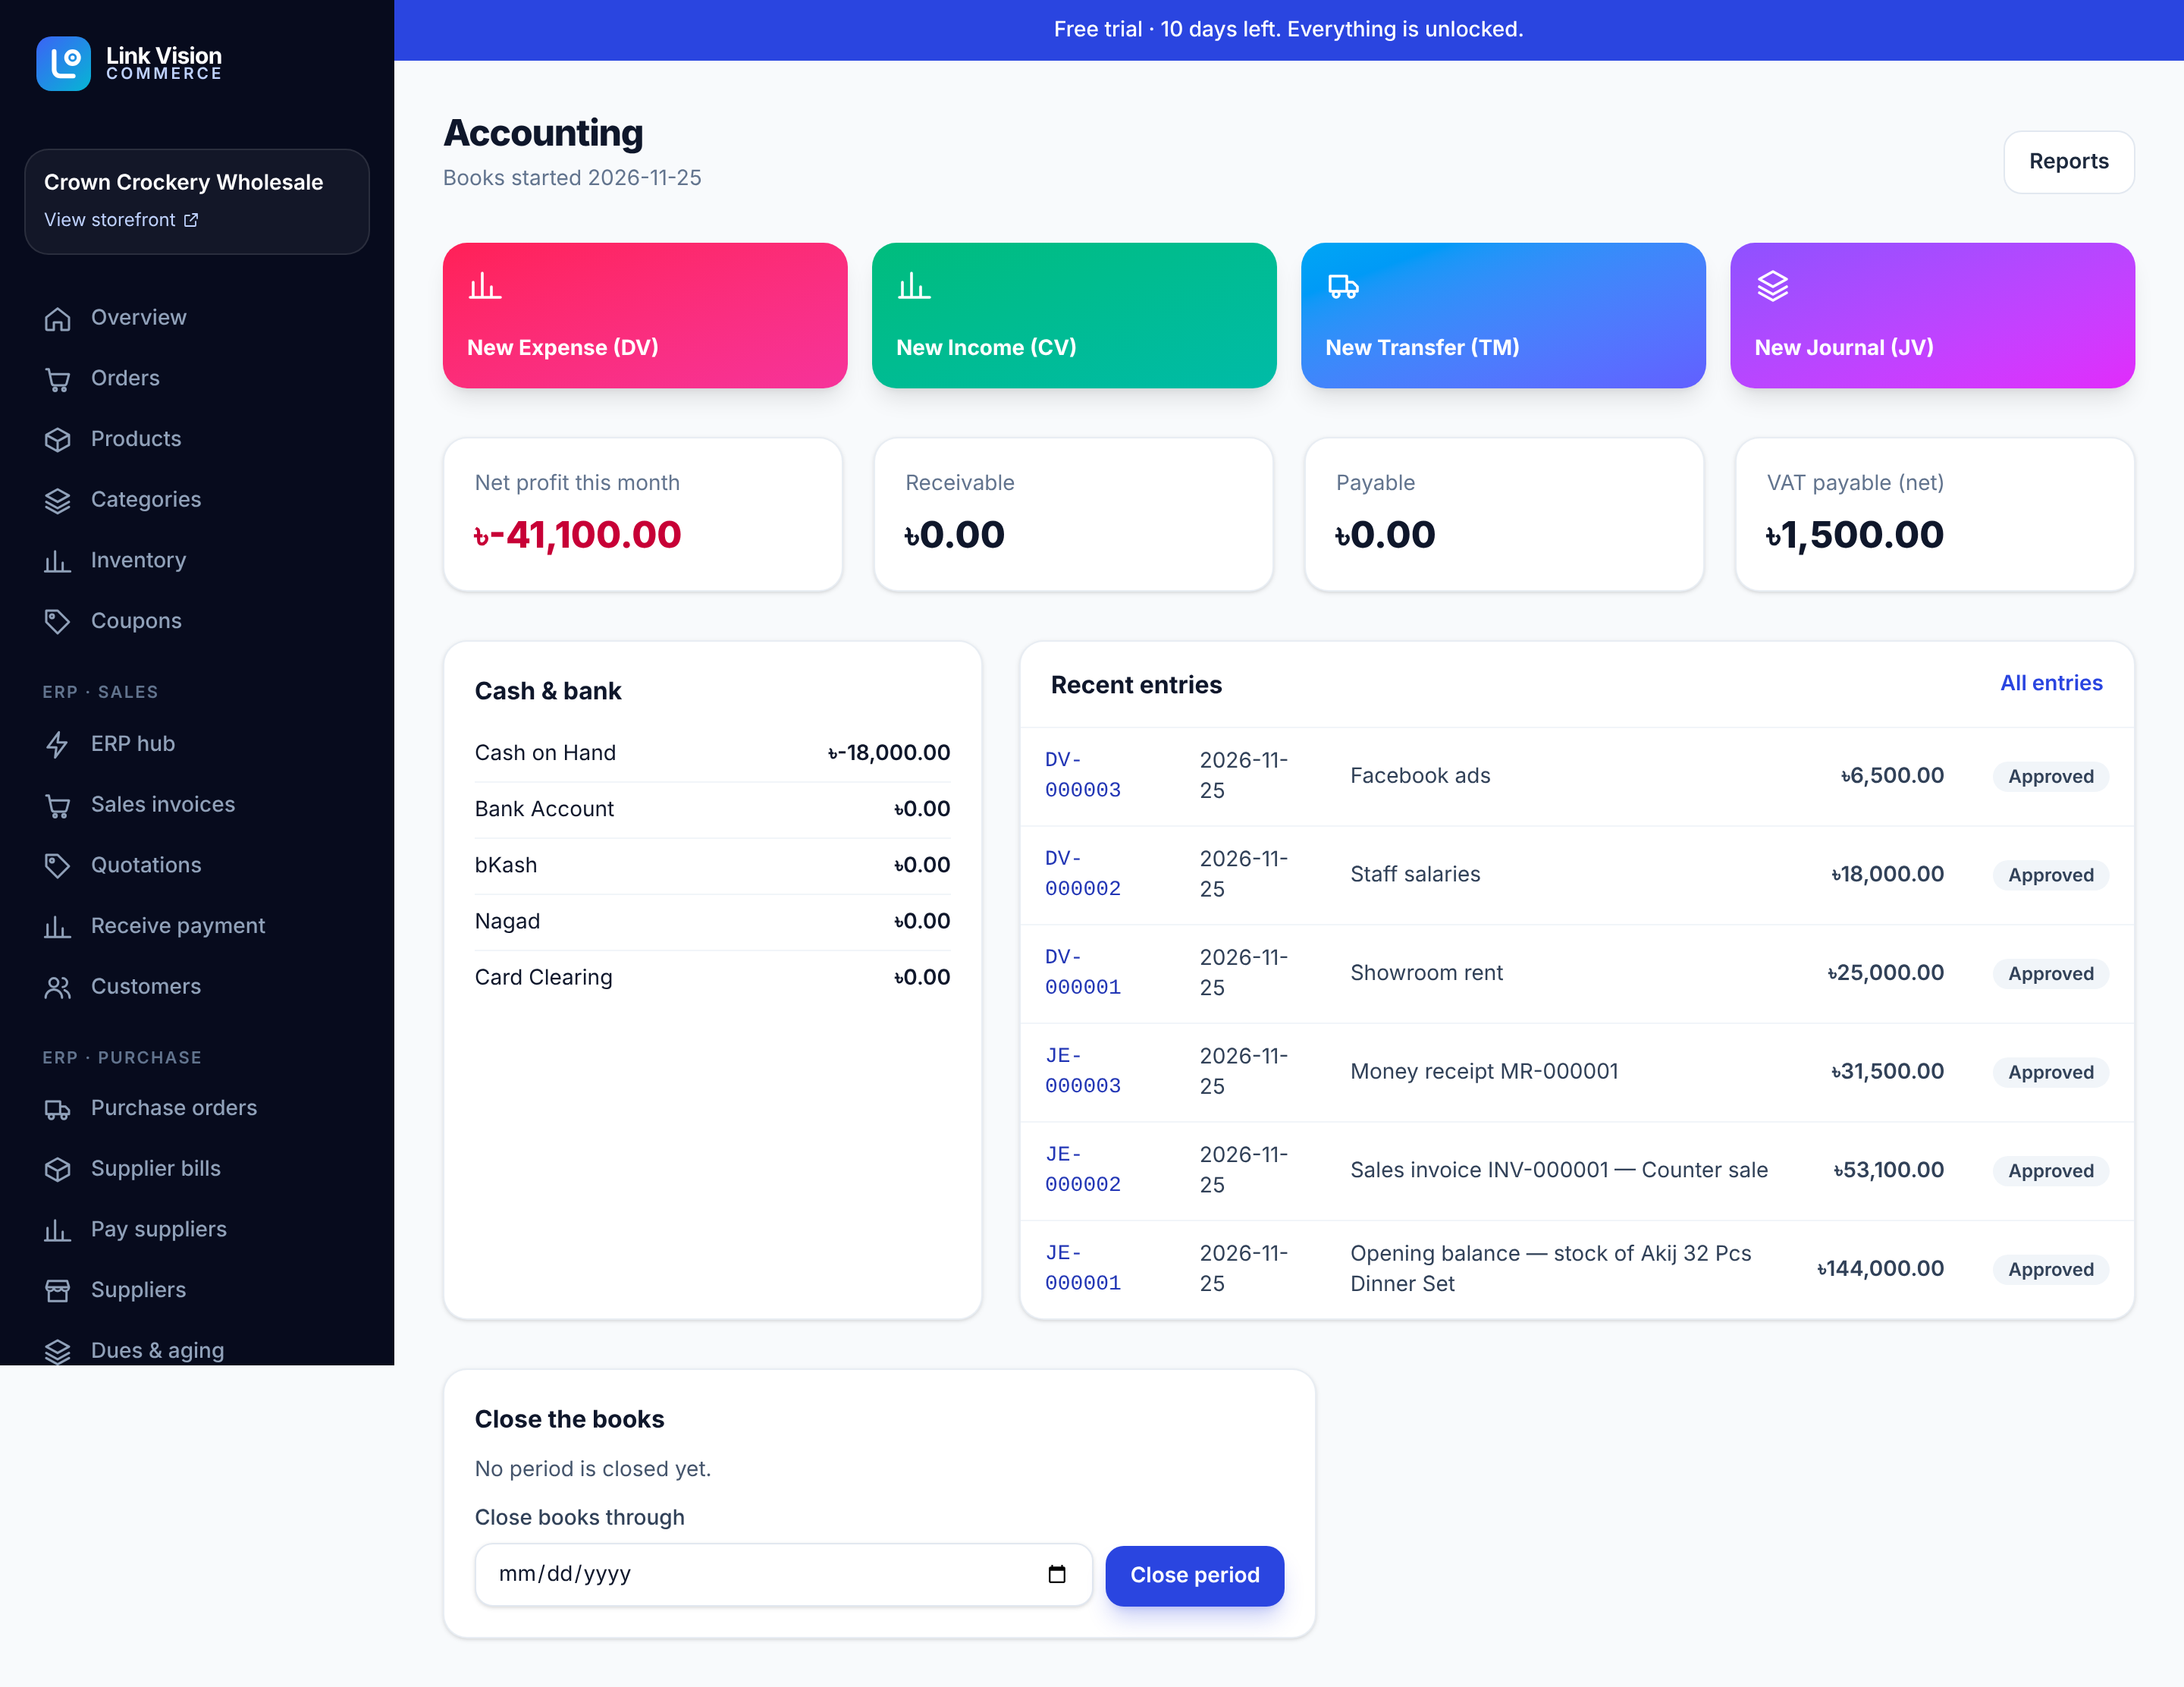 Link Vision
COMMERCE
Crown Crockery Wholesale
View storefront
Overview
Orders
Products
Categories
Inventory
Coupons
ERP · SALES
ERP hub
Sales invoices
Quotations
Receive payment
Customers
ERP · PURCHASE
Purchase orders
Supplier bills
Pay suppliers
Suppliers
Dues & aging
Free trial · 10 days left. Everything is unlocked.
Accounting
Books started 2026-11-25
Reports
New Expense (DV)
New Income (CV)
New Transfer (TM)
New Journal (JV)
Net profit this month
৳-41,100.00
Receivable
৳0.00
Payable
৳0.00
VAT payable (net)
৳1,500.00
Cash & bank
Cash on Hand ৳-18,000.00
Bank Account ৳0.00
bKash ৳0.00
Nagad ৳0.00
Card Clearing ৳0.00
Recent entries All entries
DV-
000003
2026-11-
25
Facebook ads ৳6,500.00 Approved
DV-
000002
2026-11-
25
Staff salaries ৳18,000.00 Approved
DV-
000001
2026-11-
25
Showroom rent ৳25,000.00 Approved
JE-
000003
2026-11-
25
Money receipt MR-000001 ৳31,500.00 Approved
JE-
000002
2026-11-
25
Sales invoice INV-000001 — Counter sale ৳53,100.00 Approved
JE-
000001
2026-11-
25
Opening balance — stock of Akij 32 Pcs
Dinner Set
৳144,000.00 Approved
Close the books
No period is closed yet.
Close books through
mm/dd/yyyy
Close period